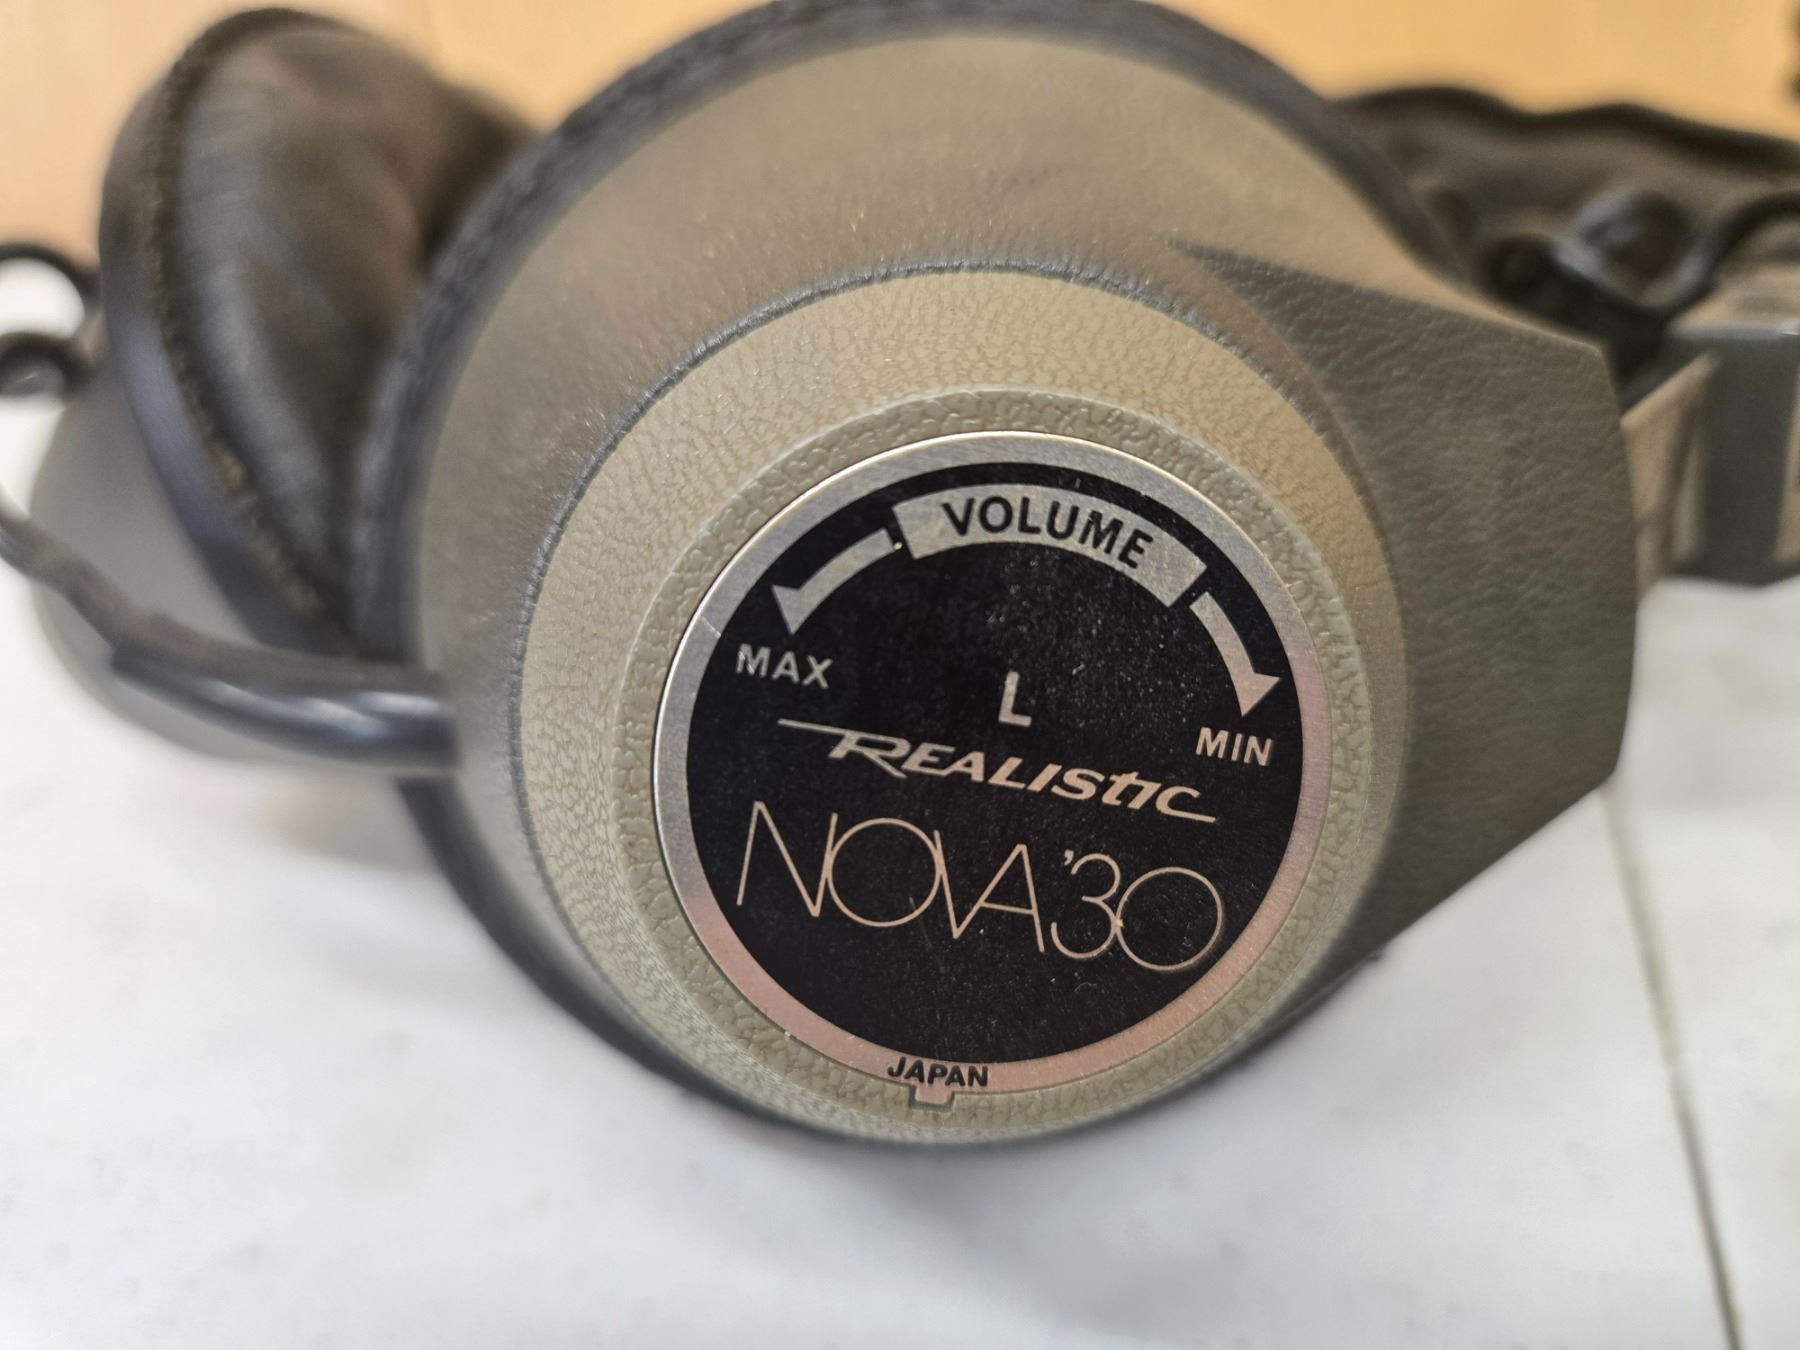 VOLUME
MAX
L
MIN
REALISTIC
NOVA'30
JAPAN